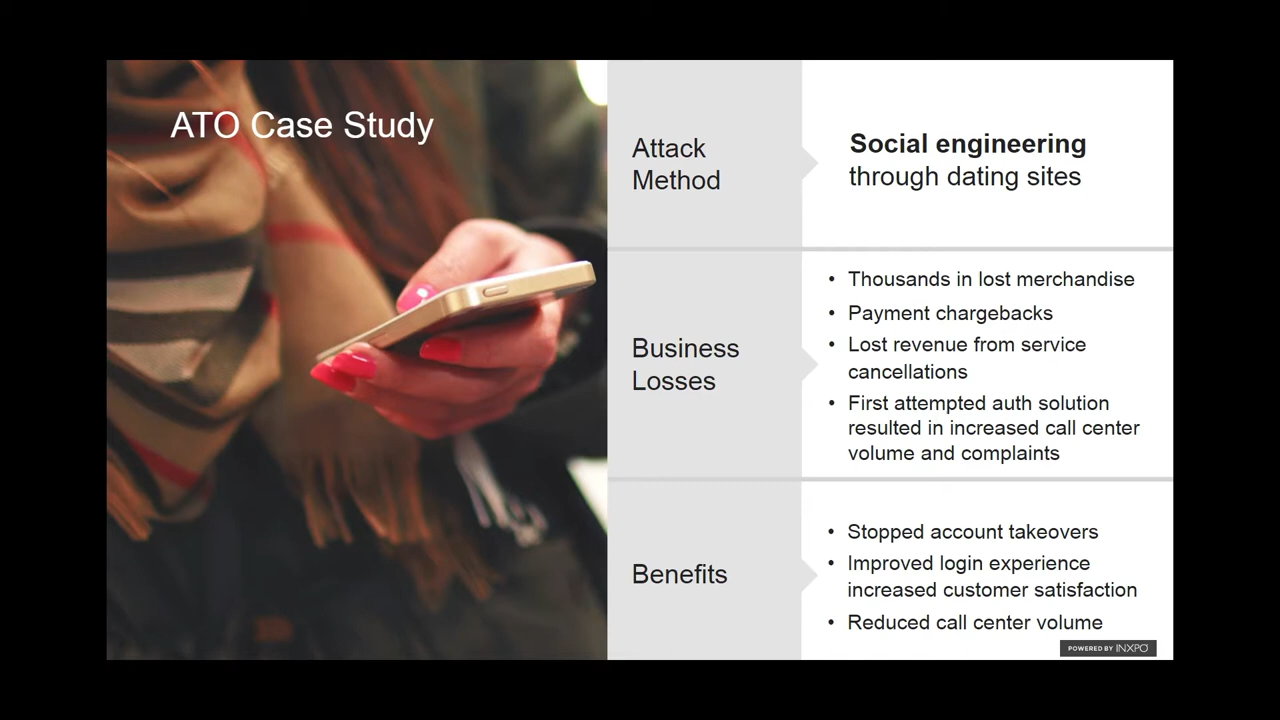 ATO Case Study
Attack
Method
Social engineering
through dating sites
Business
Losses
• Thousands in lost merchandise
• Payment chargebacks
• Lost revenue from service
cancellations
• First attempted auth solution
resulted in increased call center
volume and complaints
Benefits
• Stopped account takeovers
• Improved login experience
increased customer satisfaction
• Reduced call center volume
POWERED BY INXPO